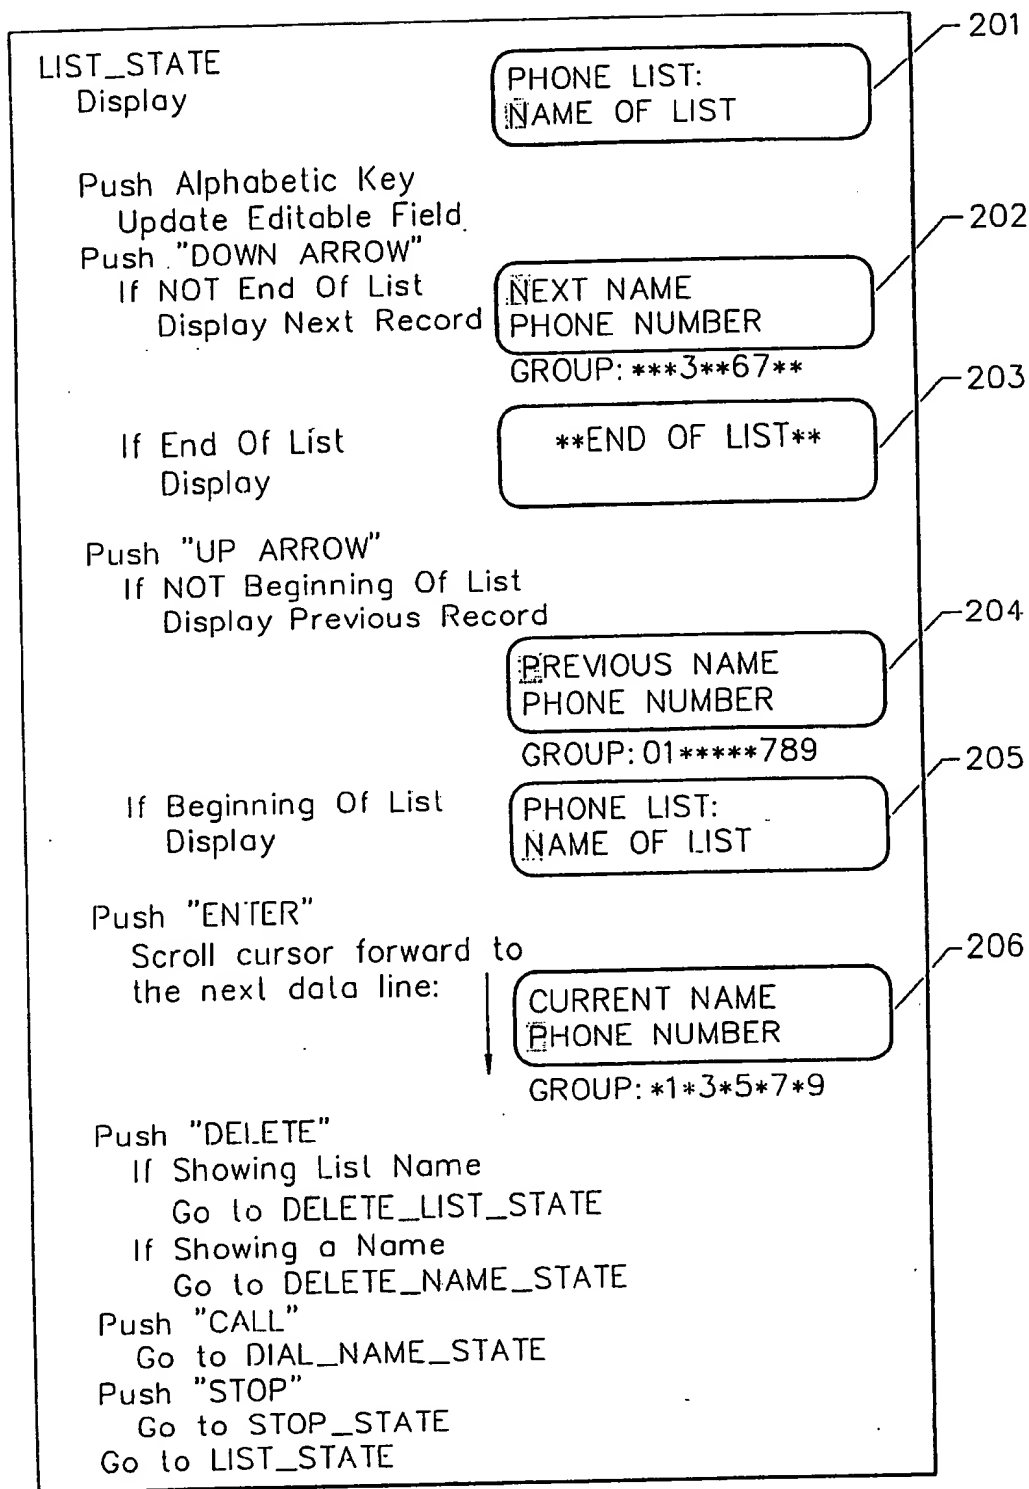 201
LIST_STATE
Display
PHONE LIST:
NAME OF LIST
Push Alphabetic Key
Update Editable Field
202
Push "DOWN ARROW"
If NOT End Of List
Display Next Record
NEXT NAME
PHONE NUMBER
GROUP: ***3**67**
203
If End Of List
Display
**END OF LIST**
Push "UP ARROW"
If NOT Beginning Of List
Display Previous Record
204
PREVIOUS NAME
PHONE NUMBER
GROUP: 01*****789
205
If Beginning Of List
Display
PHONE LIST:
NAME OF LIST
Push "ENTER"
Scroll cursor forward to
the next data line:
206
CURRENT NAME
PHONE NUMBER
GROUP: *1*3*5*7*9
Push "DELETE"
If Showing List Name
Go to DELETE_LIST_STATE
If Showing a Name
Go to DELETE_NAME_STATE
Push "CALL"
Go to DIAL_NAME_STATE
Push "STOP"
Go to STOP_STATE
Go to LIST_STATE